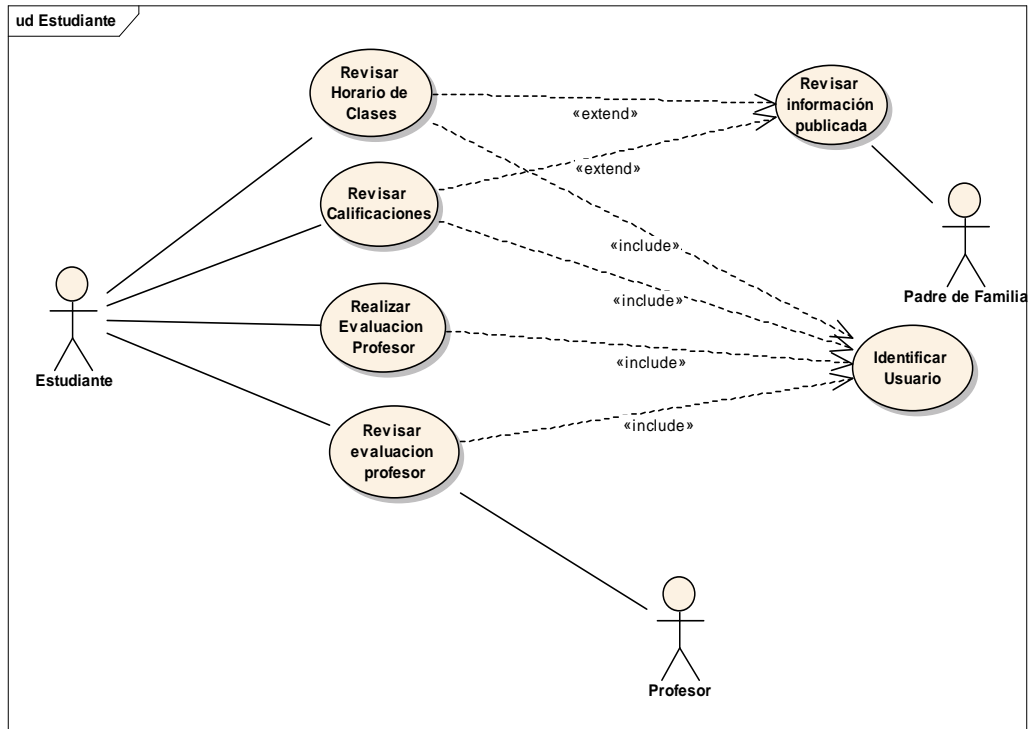 ud Estudiante
Revisar
Horario de
Clases
Revisar
información
publicada
«extend»
«extend»
Revisar
Calificaciones
«include»
«include»
Padre de Familia
Realizar
Evaluacion
Profesor
Identificar
Usuario
«include»
Estudiante
Revisar
evaluacion
profesor
«include»
Profesor